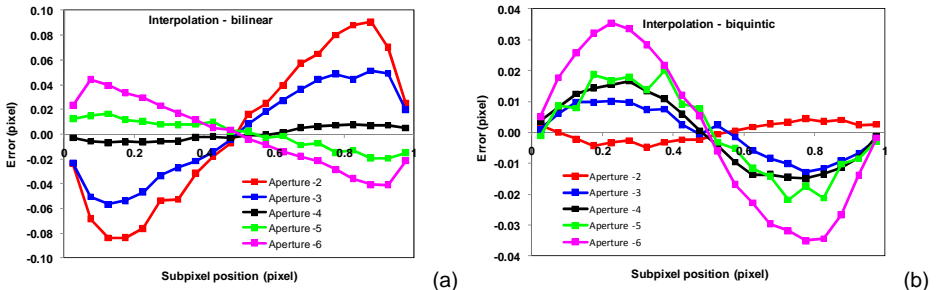 Interpolation - bilinear
0.10
0.08
0.06
0.04
0.02
0.00
-0.02
-0.04
-0.06
-0.08
-0.10
0
0.2
0.4
0.6
0.8
1
Error (pixel)
Subpixel position (pixel)
Aperture -2
Aperture -3
Aperture -4
Aperture -5
Aperture -6
(a)
Interpolation - biquintic
0.04
0.03
0.02
0.01
0.00
-0.01
-0.02
-0.03
-0.04
0
0.2
0.4
0.6
0.8
1
Error (pixel)
Subpixel position (pixel)
Aperture -2
Aperture -3
Aperture -4
Aperture -5
Aperture -6
(b)